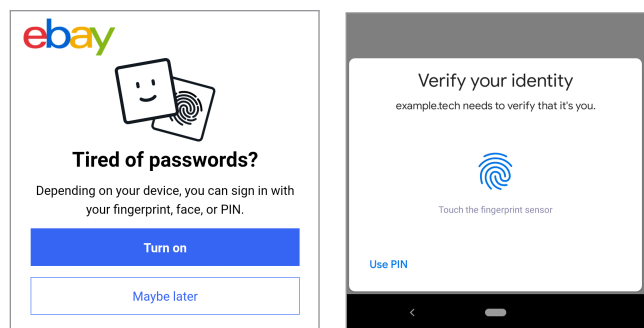 ebay
Tired of passwords?
Depending on your device, you can sign in with
your fingerprint, face, or PIN.
Turn on
Maybe later
Verify your identity
example.tech needs to verify that it's you.
Touch the fingerprint sensor
Use PIN